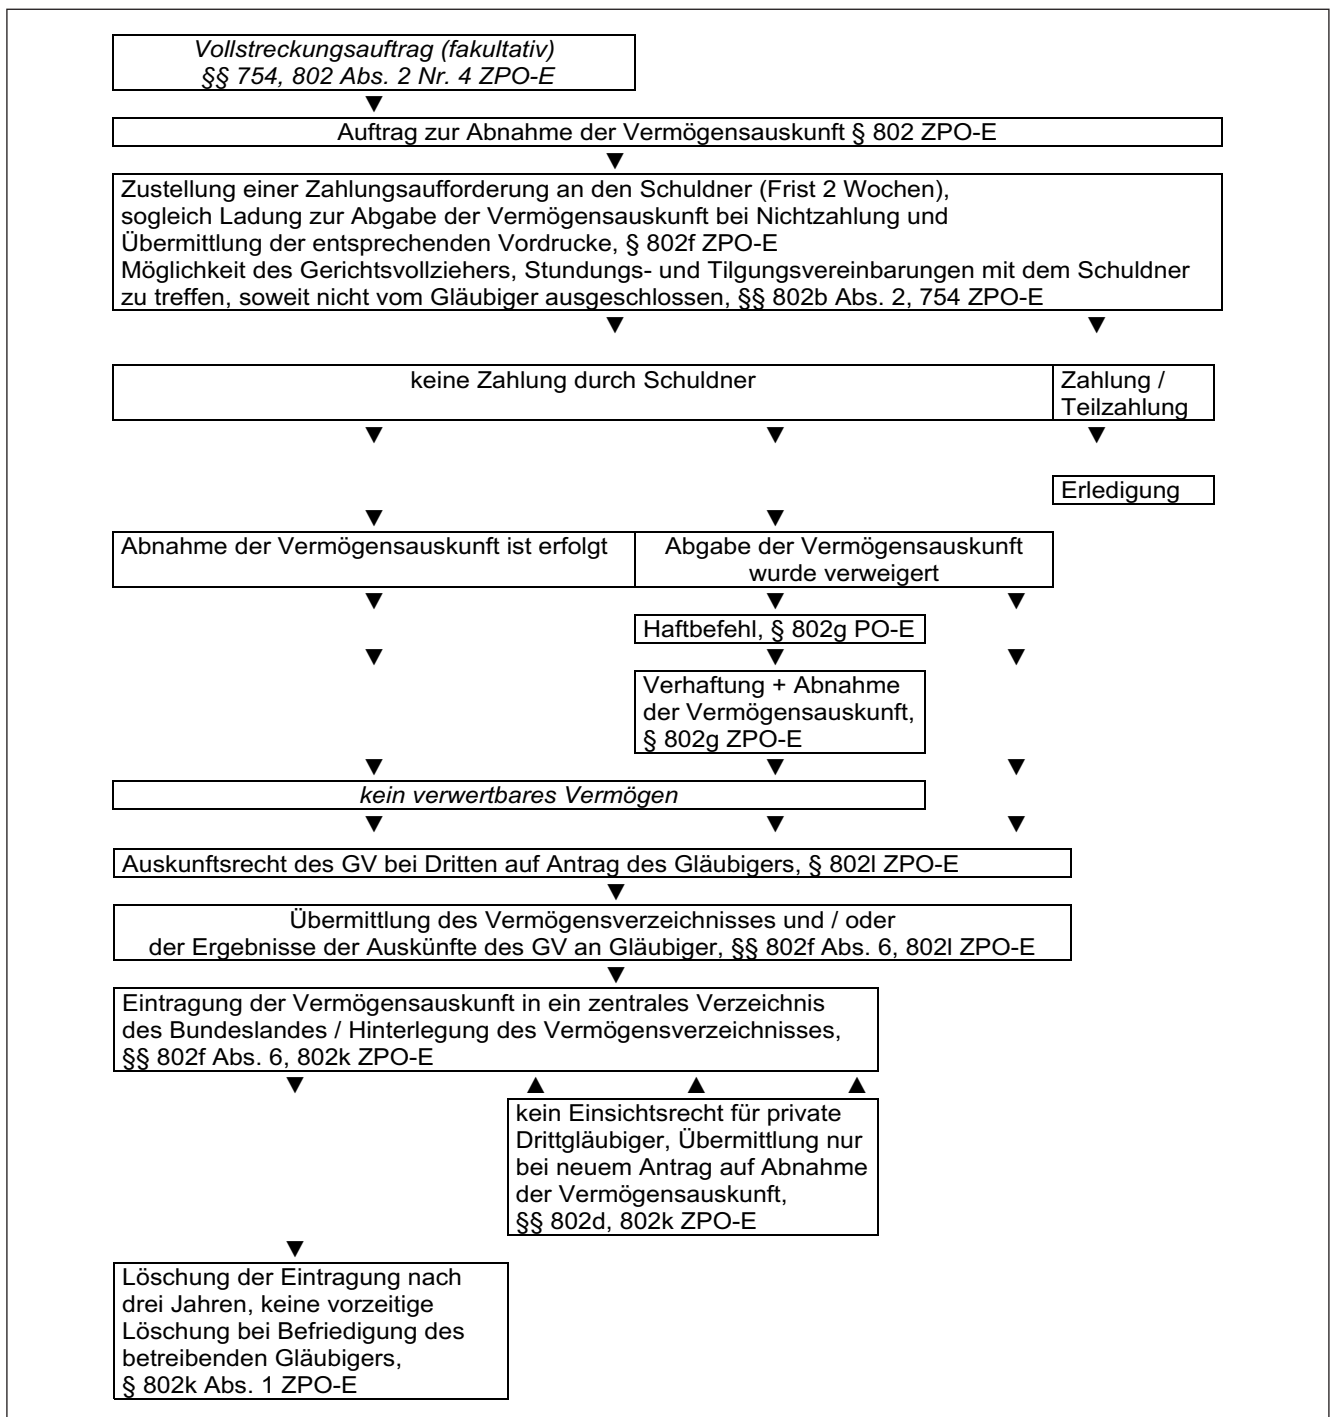 Vollstreckungsauftrag (fakultativ)
§§ 754, 802 Abs. 2 Nr. 4 ZPO-E
Auftrag zur Abnahme der Vermögensauskunft § 802 ZPO-E
Zustellung einer Zahlungsaufforderung an den Schuldner (Frist 2 Wochen),
sogleich Ladung zur Abgabe der Vermögensauskunft bei Nichtzahlung und
Übermittlung der entsprechenden Vordrucke, § 802f ZPO-E
Möglichkeit des Gerichtsvollziehers, Stundungs- und Tilgungsvereinbarungen mit dem Schuldner
zu treffen, soweit nicht vom Gläubiger ausgeschlossen, §§ 802b Abs. 2, 754 ZPO-E
keine Zahlung durch Schuldner
Zahlung /
Teilzahlung
Erledigung
Abnahme der Vermögensauskunft ist erfolgt
Abgabe der Vermögensauskunft
wurde verweigert
Haftbefehl, § 802g PO-E
Verhaftung + Abnahme
der Vermögensauskunft,
§ 802g ZPO-E
kein verwertbares Vermögen
Auskunftsrecht des GV bei Dritten auf Antrag des Gläubigers, § 802l ZPO-E
Übermittlung des Vermögensverzeichnisses und / oder
der Ergebnisse der Auskünfte des GV an Gläubiger, §§ 802f Abs. 6, 802l ZPO-E
Eintragung der Vermögensauskunft in ein zentrales Verzeichnis
des Bundeslandes / Hinterlegung des Vermögensverzeichnisses,
§§ 802f Abs. 6, 802k ZPO-E
kein Einsichtsrecht für private
Drittgläubiger, Übermittlung nur
bei neuem Antrag auf Abnahme
der Vermögensauskunft,
§§ 802d, 802k ZPO-E
Löschung der Eintragung nach
drei Jahren, keine vorzeitige
Löschung bei Befriedigung des
betreibenden Gläubigers,
§ 802k Abs. 1 ZPO-E